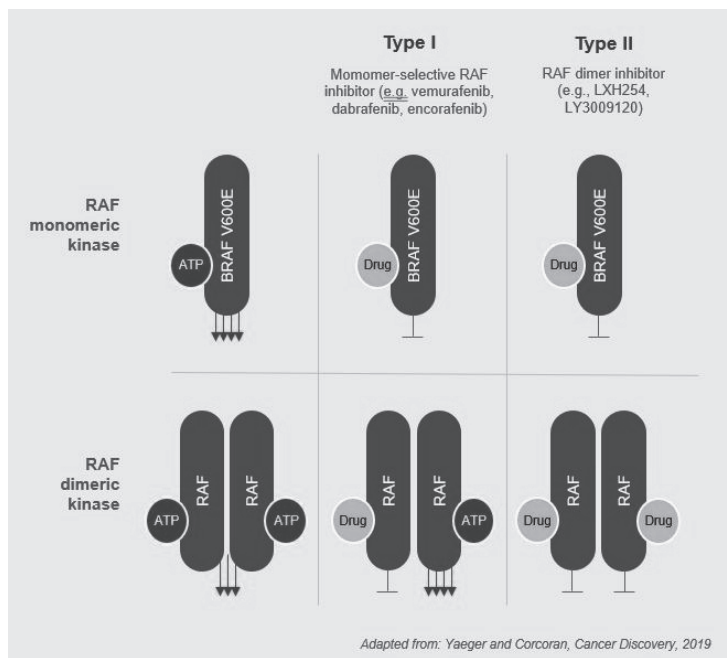 Type I
Momomer-selective RAF
inhibitor (e.g. vemurafenib,
dabrafenib, encorafenib)
Type II
RAF dimer inhibitor
(e.g., LXH254,
LY3009120)
RAF
monomeric
kinase
ATP
BRAF V600E
Drug
BRAF V600E
Drug
BRAF V600E
RAF
dimeric
kinase
ATP
RAF
RAF
ATP
Drug
RAF
RAF
ATP
Drug
RAF
RAF
Drug
Adapted from: Yaeger and Corcoran, Cancer Discovery, 2019